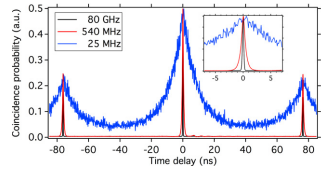 Coincidence probability (a.u.)
0.5
0.4
0.3
0.2
0.1
0.0
80 GHz
540 MHz
25 MHz
-5 0 5
-80 -60 -40 -20 0 20 40 60 80
Time delay (ns)